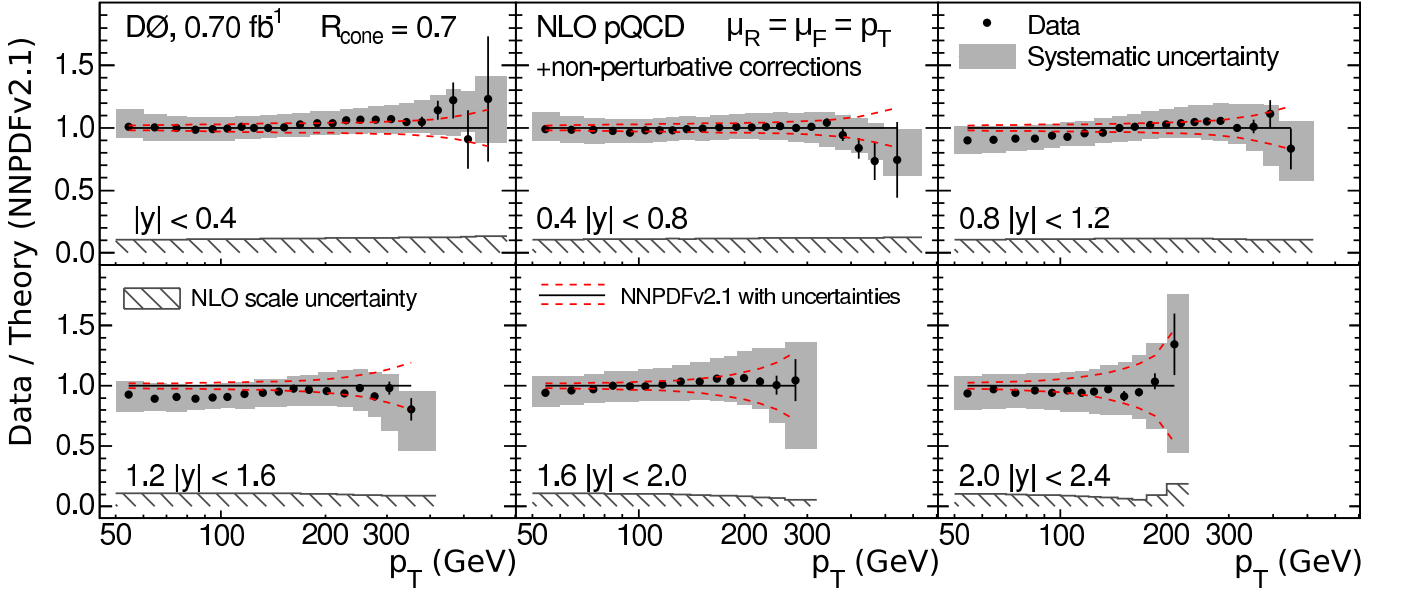 Data / Theory (NNPDFv2.1)
DØ, 0.70 fb⁻¹ R_cone = 0.7
NLO pQCD μ_R = μ_F = p_T
+non-perturbative corrections
Data
Systematic uncertainty
1.5
1.0
0.5
0.0
|y| < 0.4
0.4 |y| < 0.8
0.8 |y| < 1.2
NLO scale uncertainty
NNPDFv2.1 with uncertainties
1.5
1.0
0.5
0.0
1.2 |y| < 1.6
1.6 |y| < 2.0
2.0 |y| < 2.4
50 100 200 300
50 100 200 300
50 100 200 300
p_T (GeV)
p_T (GeV)
p_T (GeV)